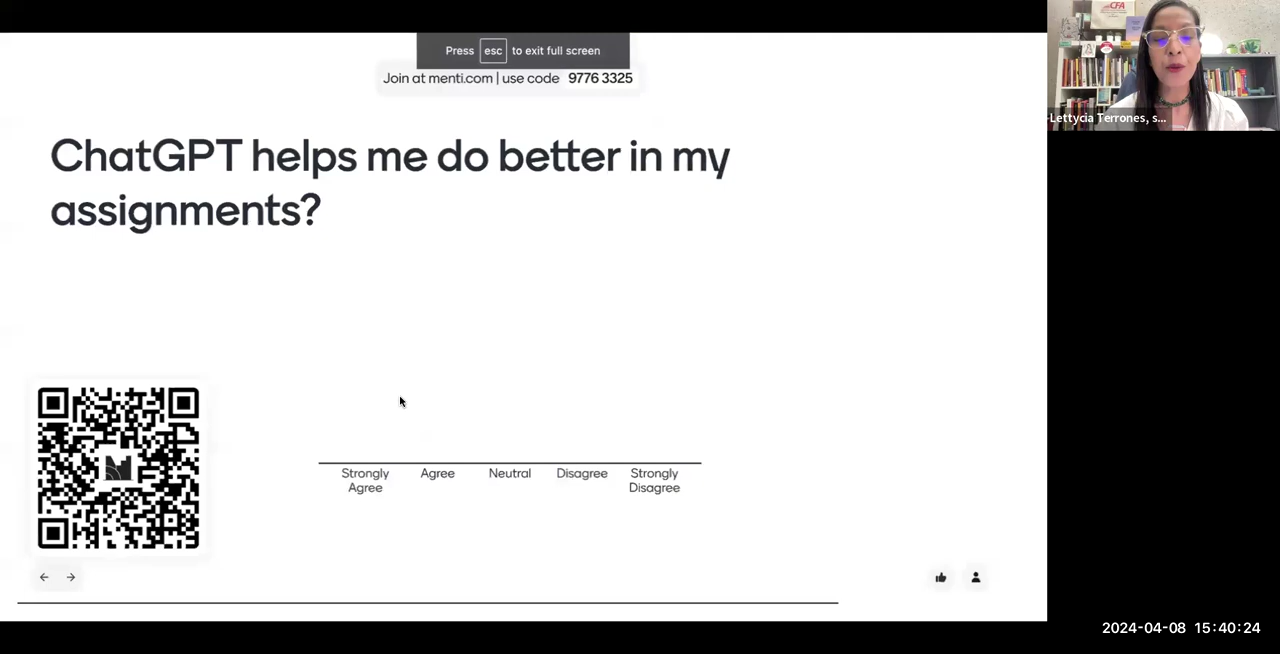 CFA
Press esc to exit full screen
Join at menti.com | use code 9776 3325
Lettycia Terrones, s...
ChatGPT helps me do better in my
assignments?
Strongly Agree Neutral Disagree Strongly
Agree Disagree
2024-04-08 15:40:24